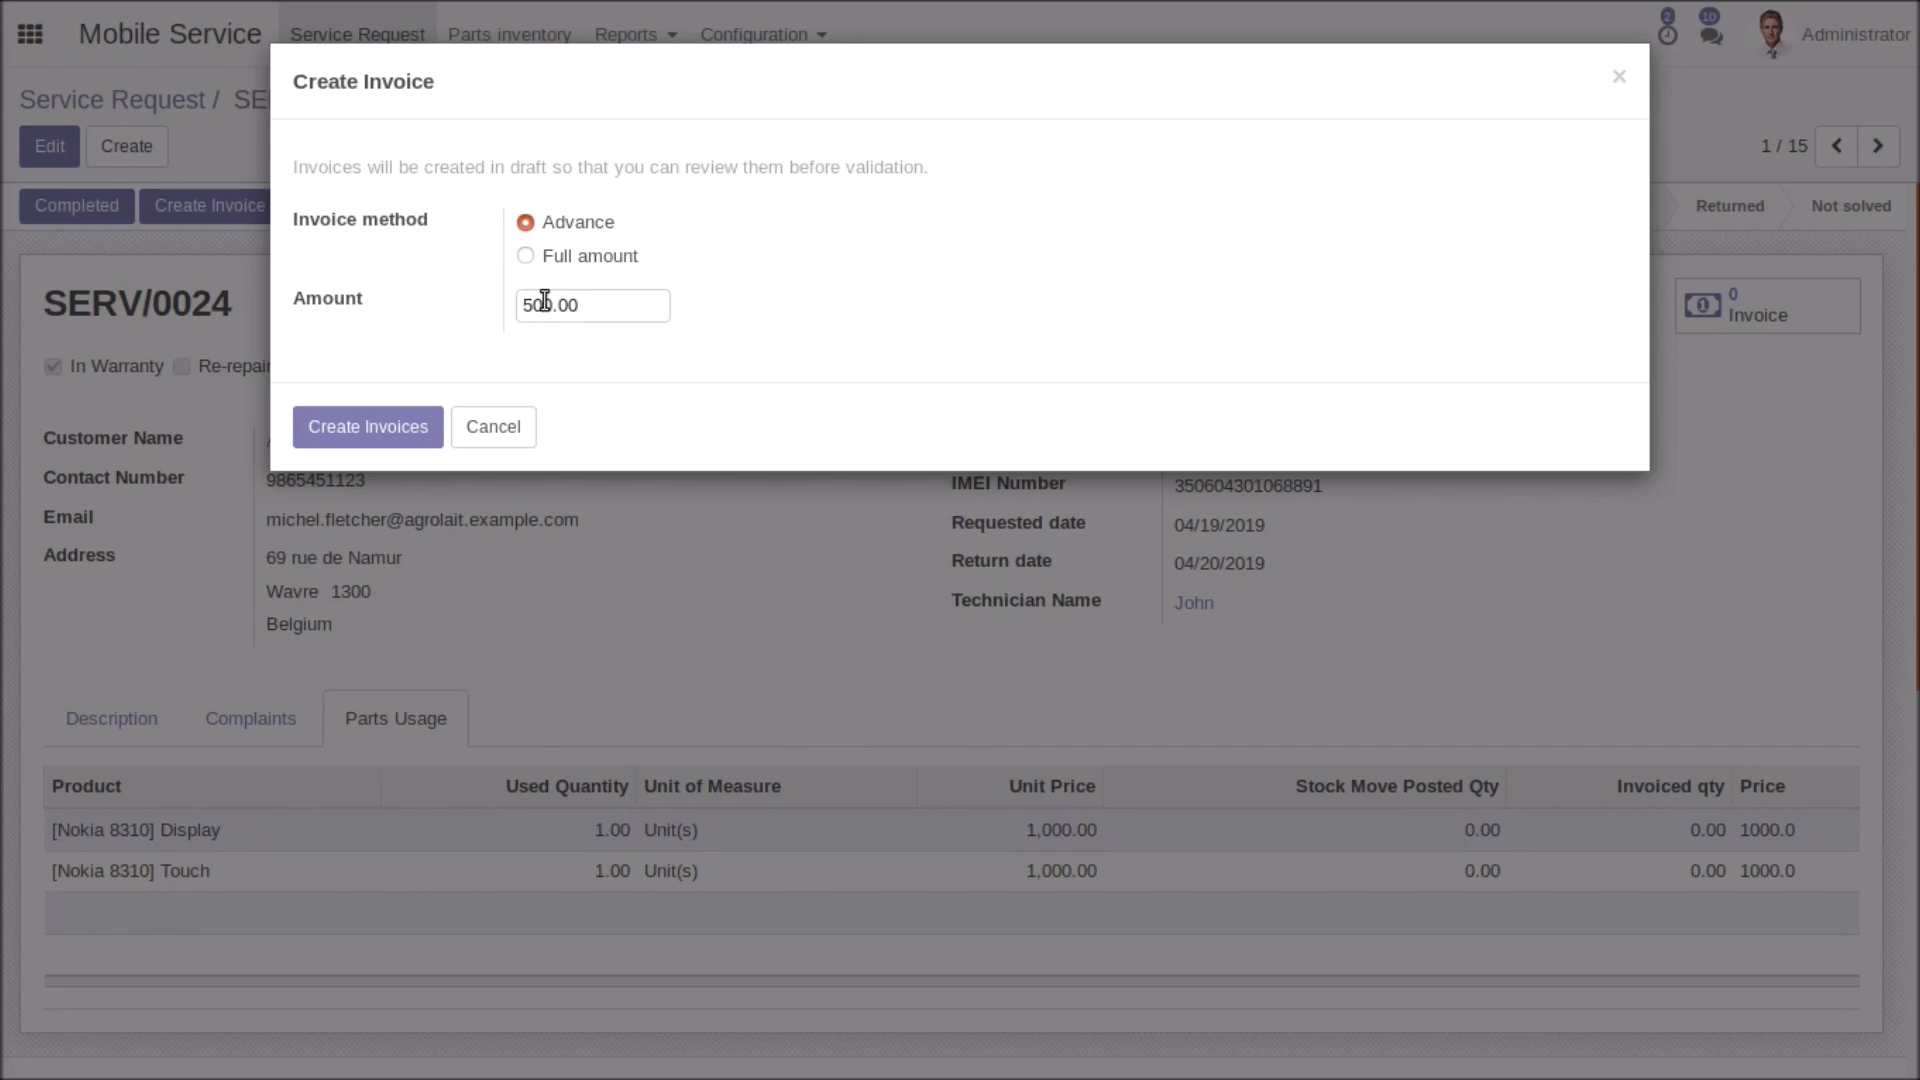 Mobile Service Service Request Parts inventory Reports Configuration 2 10 Administrator
Create Invoice ×
Service Request /
Edit Create 1 / 15
Invoices will be created in draft so that you can review them before validation.
Completed Create Invoice Returned Not solved
Invoice method Advance
Full amount
Amount 500.00
SERV/0024 0
Invoice
In Warranty Re-repair
Create Invoices Cancel
Customer Name
Contact Number 9865451123 IMEI Number 350604301068891
Email michel.fletcher@agrolait.example.com Requested date 04/19/2019
Address 69 rue de Namur Return date 04/20/2019
Wavre 1300 Technician Name John
Belgium
Description Complaints Parts Usage
Product Used Quantity Unit of Measure Unit Price Stock Move Posted Qty Invoiced qty Price
[Nokia 8310] Display 1.00 Unit(s) 1,000.00 0.00 0.00 1000.0
[Nokia 8310] Touch 1.00 Unit(s) 1,000.00 0.00 0.00 1000.0